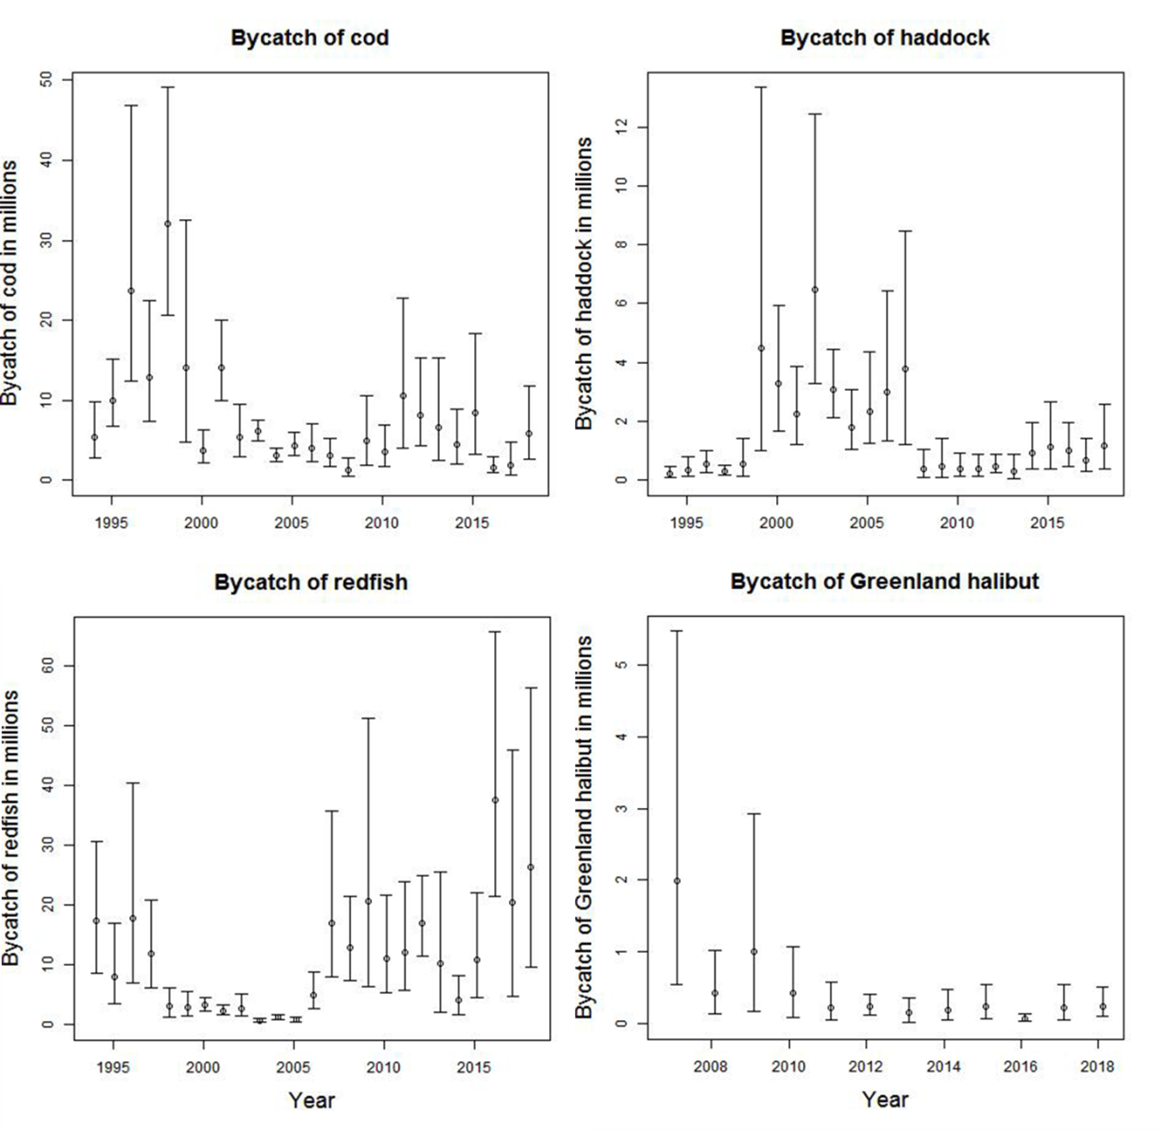 Bycatch of cod
Bycatch of cod in millions
50
40
30
20
10
0
1995 2000 2005 2010 2015
Bycatch of haddock
Bycatch of haddock in millions
12
10
8
6
4
2
0
1995 2000 2005 2010 2015
Bycatch of redfish
Bycatch of redfish in millions
60
50
40
30
20
10
0
1995 2000 2005 2010 2015
Year
Bycatch of Greenland halibut
Bycatch of Greenland halibut in millions
5
4
3
2
1
0
2008 2010 2012 2014 2016 2018
Year